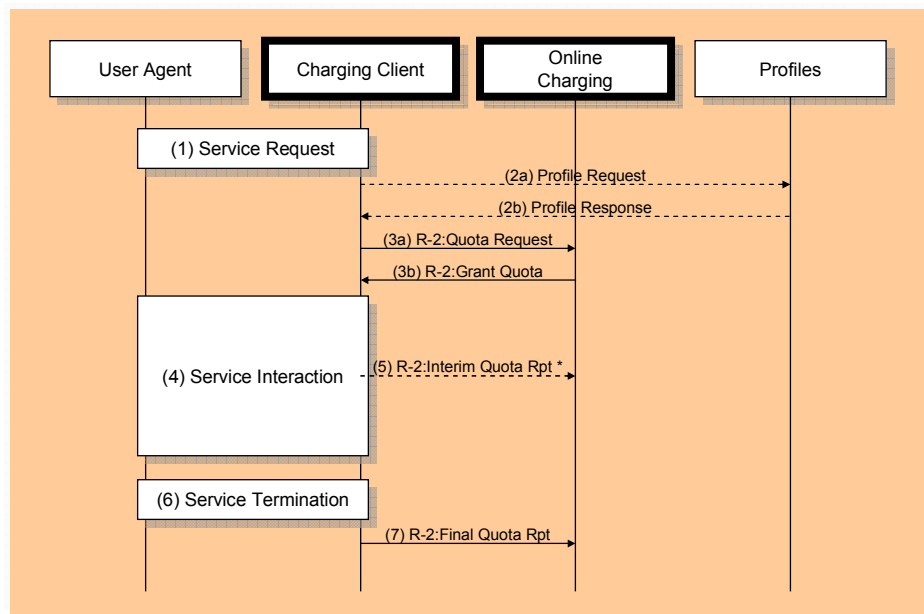 User Agent
Charging Client
Online
Charging
Profiles
(1) Service Request
(2a) Profile Request
(2b) Profile Response
(3a) R-2:Quota Request
(3b) R-2:Grant Quota
(4) Service Interaction
(5) R-2:Interim Quota Rpt *
(6) Service Termination
(7) R-2:Final Quota Rpt